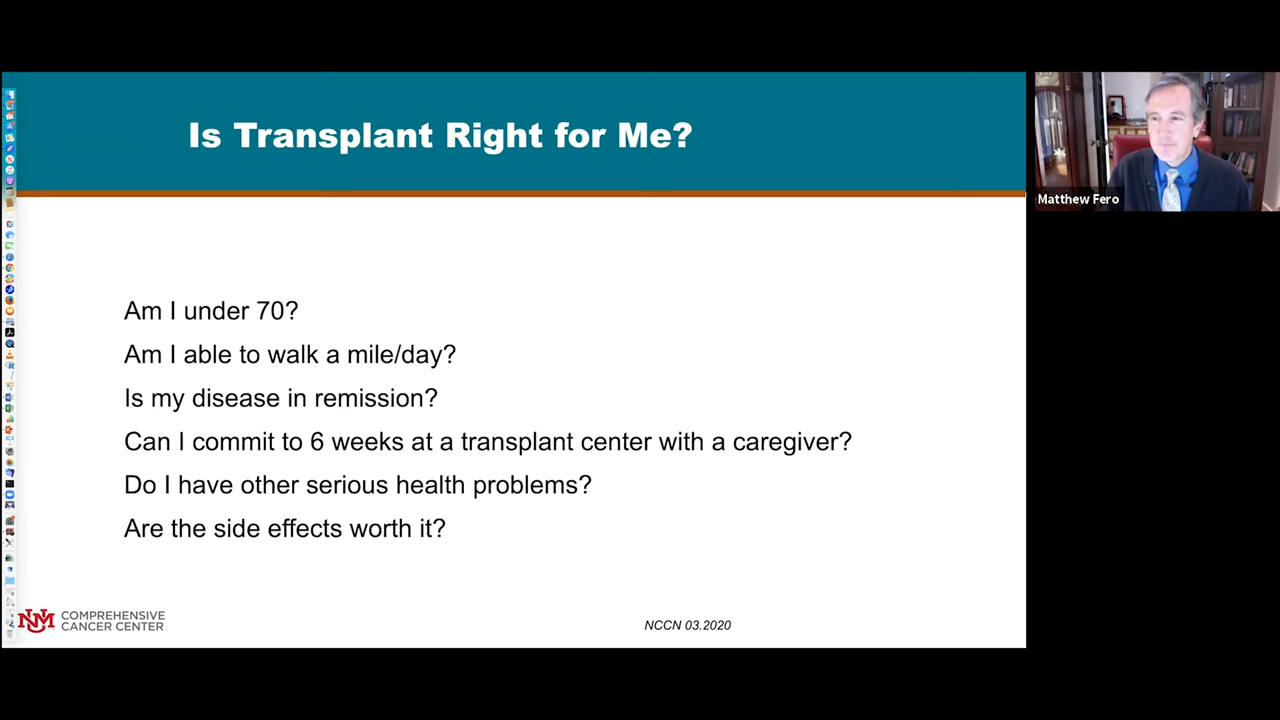 Is Transplant Right for Me?
Matthew Fero
Am I under 70?
Am I able to walk a mile/day?
Is my disease in remission?
Can I commit to 6 weeks at a transplant center with a caregiver?
Do I have other serious health problems?
Are the side effects worth it?
UNM COMPREHENSIVE
CANCER CENTER
NCCN 03.2020